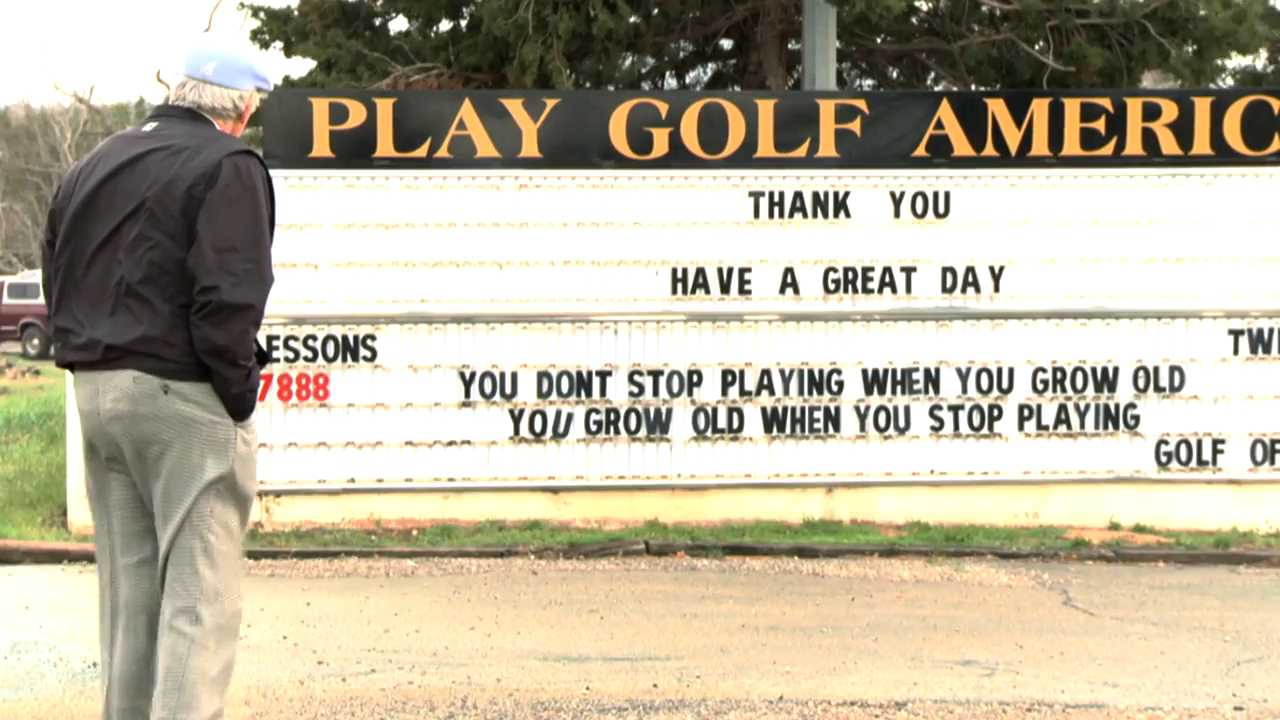 PLAY GOLF AMERIC
THANK YOU
HAVE A GREAT DAY
ESSONS TWI
7888 YOU DONT STOP PLAYING WHEN YOU GROW OLD
YOU GROW OLD WHEN YOU STOP PLAYING
GOLF OF